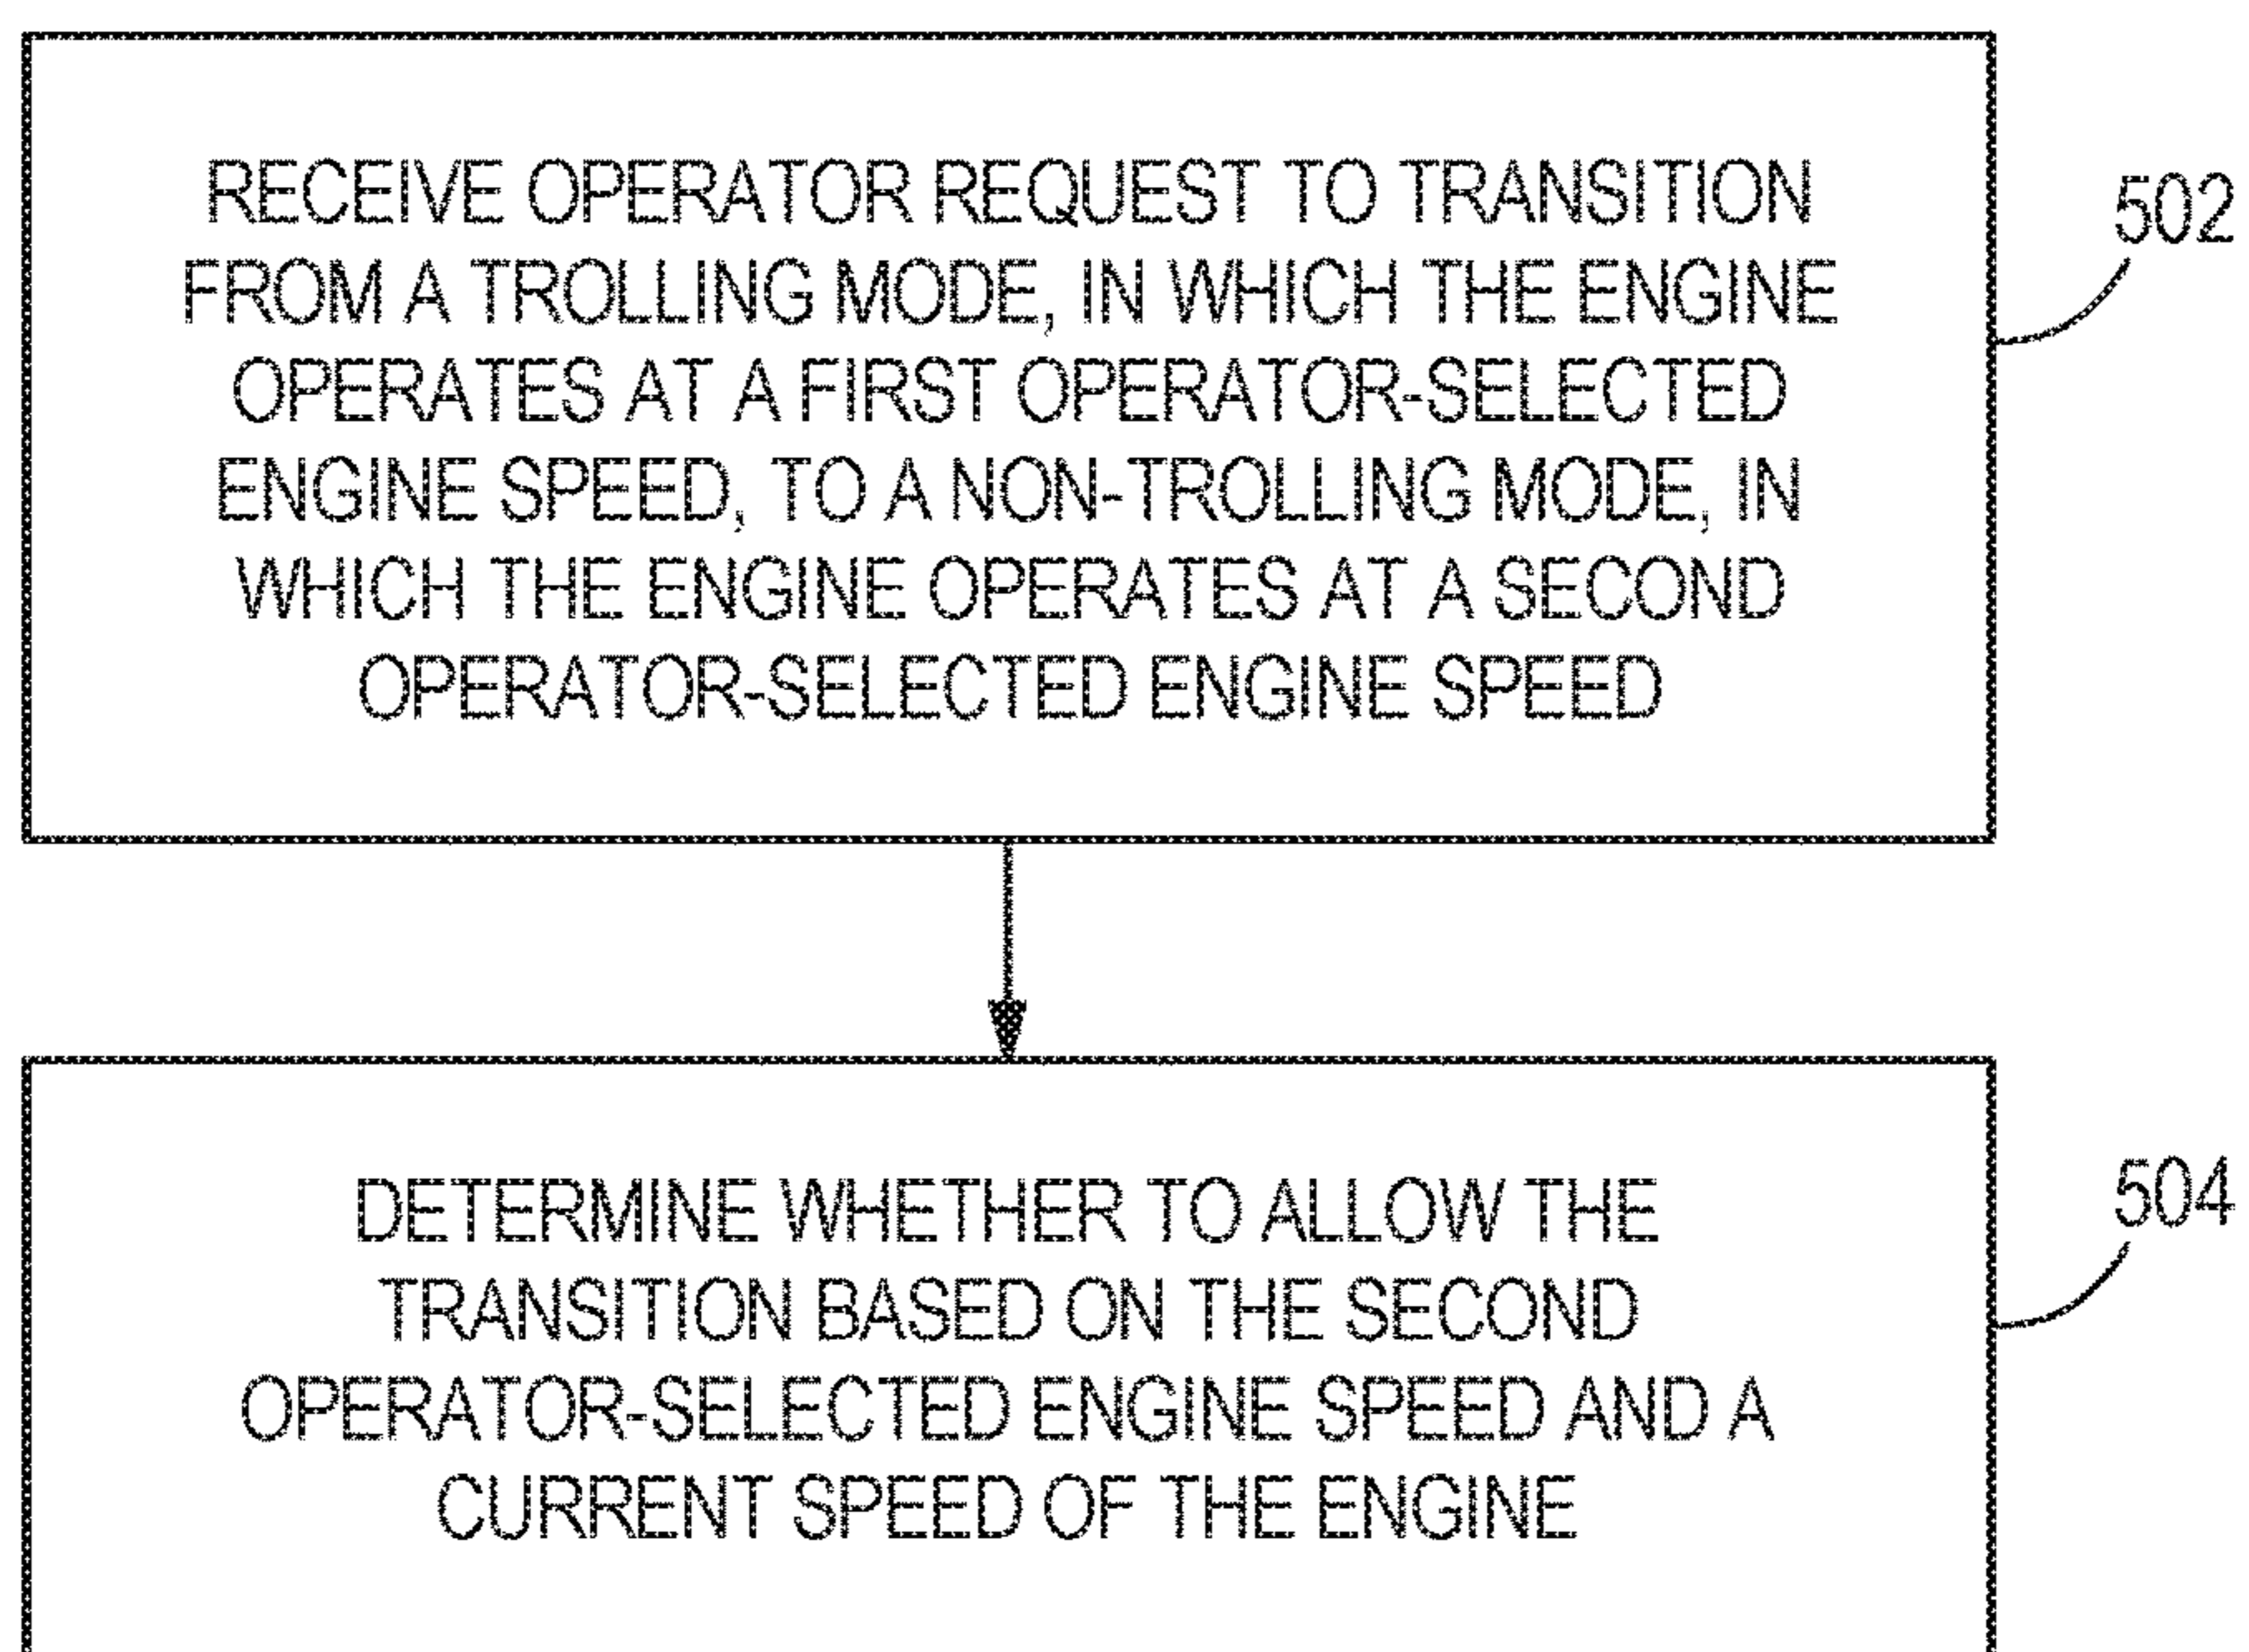 RECEIVE OPERATOR REQUEST TO TRANSITION
FROM A TROLLING MODE, IN WHICH THE ENGINE
OPERATES AT A FIRST OPERATOR-SELECTED
ENGINE SPEED, TO A NON-TROLLING MODE, IN
WHICH THE ENGINE OPERATES AT A SECOND
OPERATOR-SELECTED ENGINE SPEED
502
DETERMINE WHETHER TO ALLOW THE
TRANSITION BASED ON THE SECOND
OPERATOR-SELECTED ENGINE SPEED AND A
CURRENT SPEED OF THE ENGINE
504